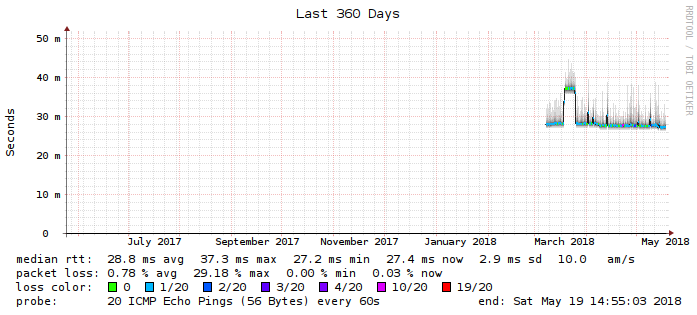 Last 360 Days
RRDTOOL / TOBI OETIKER
Seconds
50 m
40 m
30 m
20 m
10 m
0
July 2017 September 2017 November 2017 January 2018 March 2018 May 2018
median rtt: 28.8 ms avg 37.3 ms max 27.2 ms min 27.4 ms now 2.9 ms sd 10.0 am/s
packet loss: 0.78 % avg 29.18 % max 0.00 % min 0.03 % now
loss color: 0 1/20 2/20 3/20 4/20 10/20 19/20
probe: 20 ICMP Echo Pings (56 Bytes) every 60s end: Sat May 19 14:55:03 2018